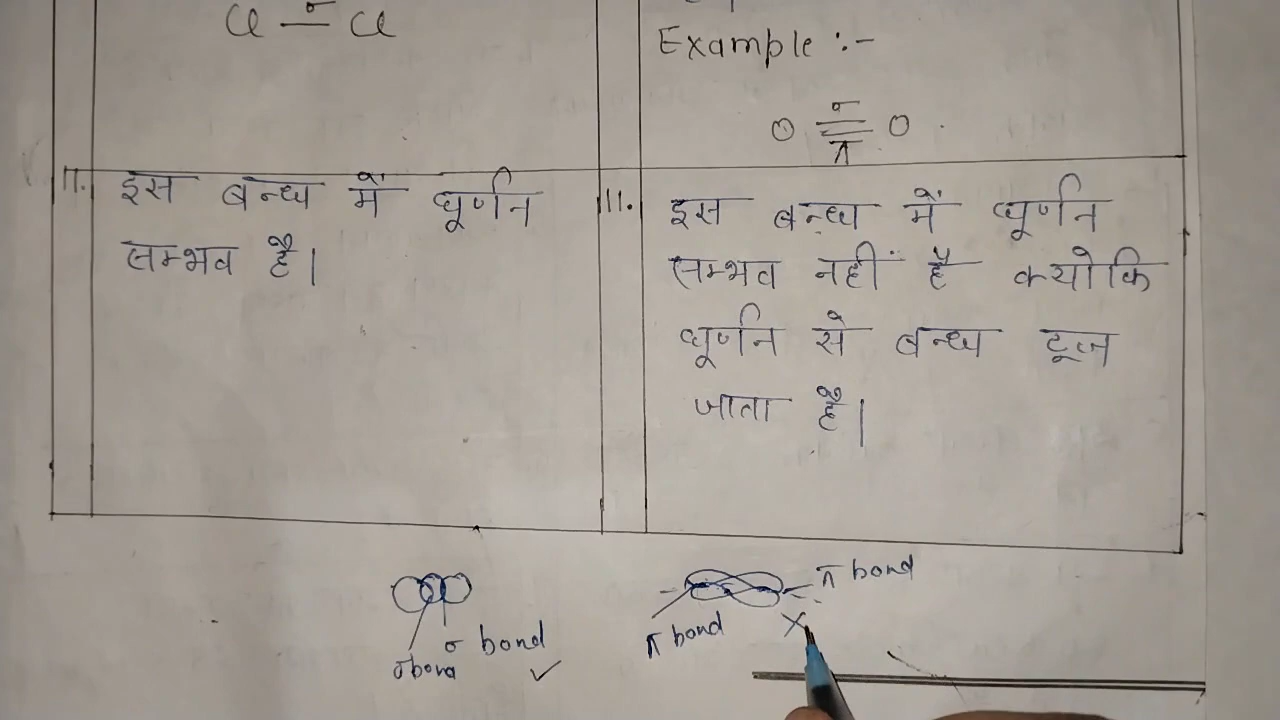 Cl σ Cl
Example :-
O σ π O
II. इस बन्ध में घूर्णन
सम्भव है।
III. इस बन्ध में घूर्णन
सम्भव नहीं है क्योकि
घूर्णन से बन्ध टूट
जाता है।
σ bond
σ bond
π bond
π bond